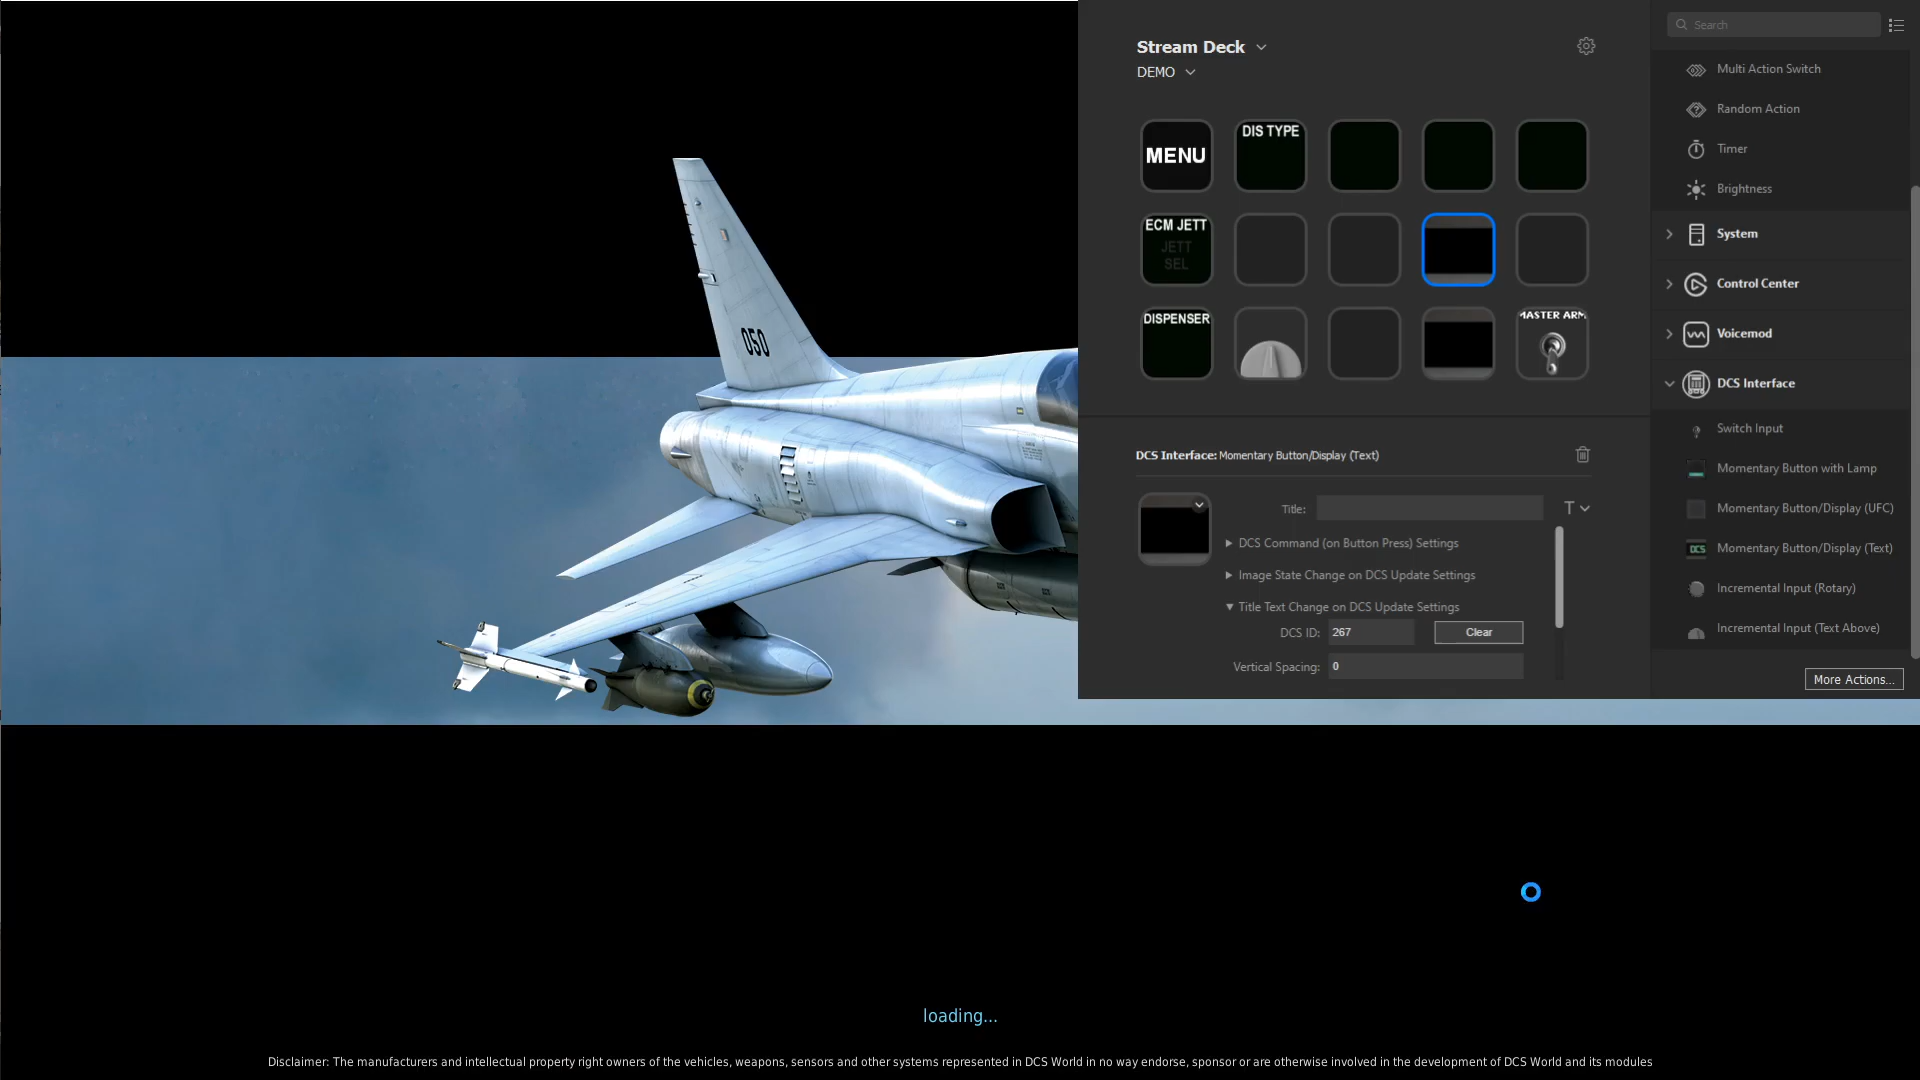 Stream Deck
DEMO
MENU
DIS TYPE
ECM JETT
JETT
SEL
DISPENSER
MASTER ARM
050
DCS Interface: Momentary Button/Display (Text)
Title:
T
DCS Command (on Button Press) Settings
Image State Change on DCS Update Settings
Title Text Change on DCS Update Settings
DCS ID: 267 Clear
Vertical Spacing: 0
Search
Multi Action Switch
Random Action
Timer
Brightness
System
Control Center
Voicemod
DCS Interface
Switch Input
Momentary Button with Lamp
Momentary Button/Display (UFC)
DCS Momentary Button/Display (Text)
Incremental Input (Rotary)
Incremental Input (Text Above)
More Actions...
loading...
Disclaimer: The manufacturers and intellectual property right owners of the vehicles, weapons, sensors and other systems represented in DCS World in no way endorse, sponsor or are otherwise involved in the development of DCS World and its modules